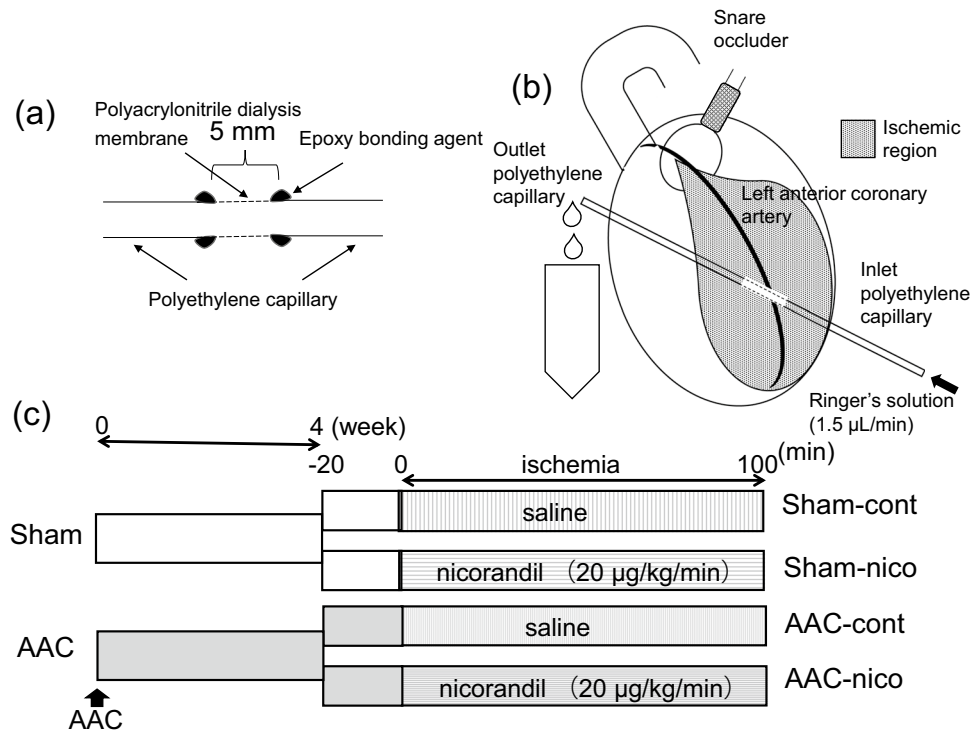 (a)
Polyacrylonitrile dialysis
membrane
5 mm
Epoxy bonding agent
Polyethylene capillary
(b)
Snare
occluder
Ischemic
region
Outlet
polyethylene
capillary
Left anterior coronary
artery
Inlet
polyethylene
capillary
Ringer's solution
(1.5 µL/min)
(c)
0
4 (week)
-20
0
ischemia
100 (min)
Sham
saline
Sham-cont
nicorandil （20 µg/kg/min）
Sham-nico
AAC
saline
AAC-cont
nicorandil （20 µg/kg/min）
AAC-nico
AAC